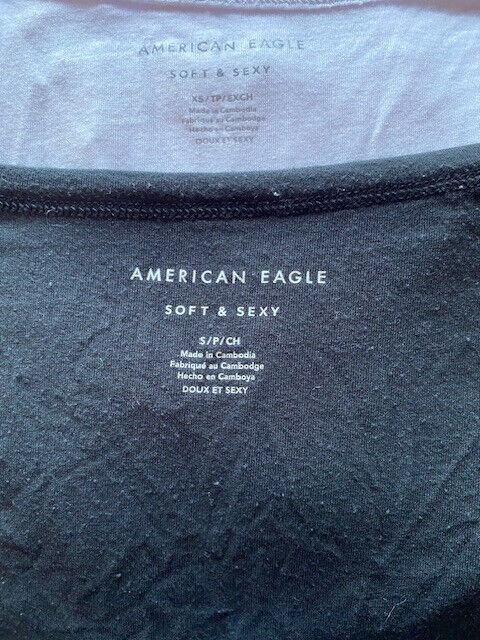 AMERICAN EAGLE
SOFT & SEXY
XS/TP/EXCH
Made in Cambodia
Fabriqué au Cambodge
Hecho en Camboya
DOUX ET SEXY
AMERICAN EAGLE
SOFT & SEXY
S/P/CH
Made in Cambodia
Fabriqué au Cambodge
Hecho en Camboya
DOUX ET SEXY